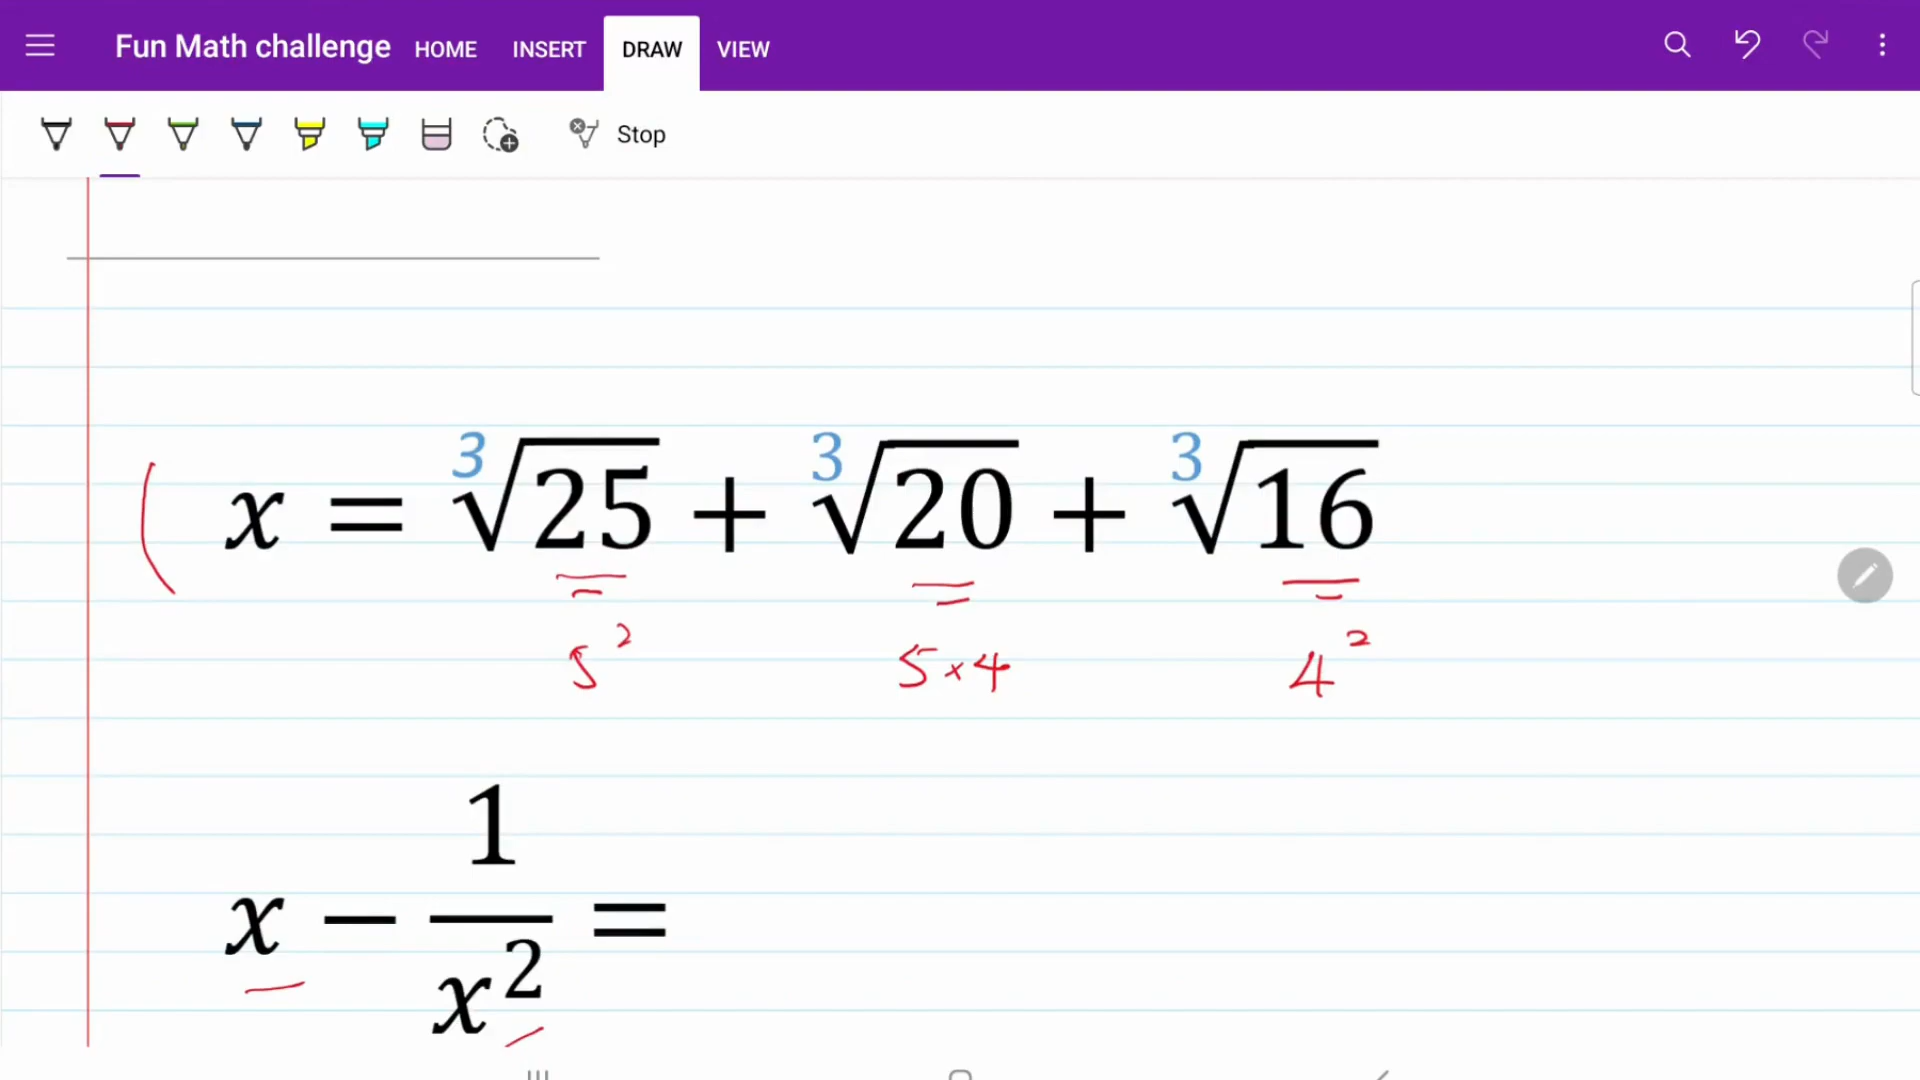 Fun Math challenge HOME INSERT DRAW VIEW
Stop
( x = ∛25 + ∛20 + ∛16
5² 5×4 4²
x − 1/x² =